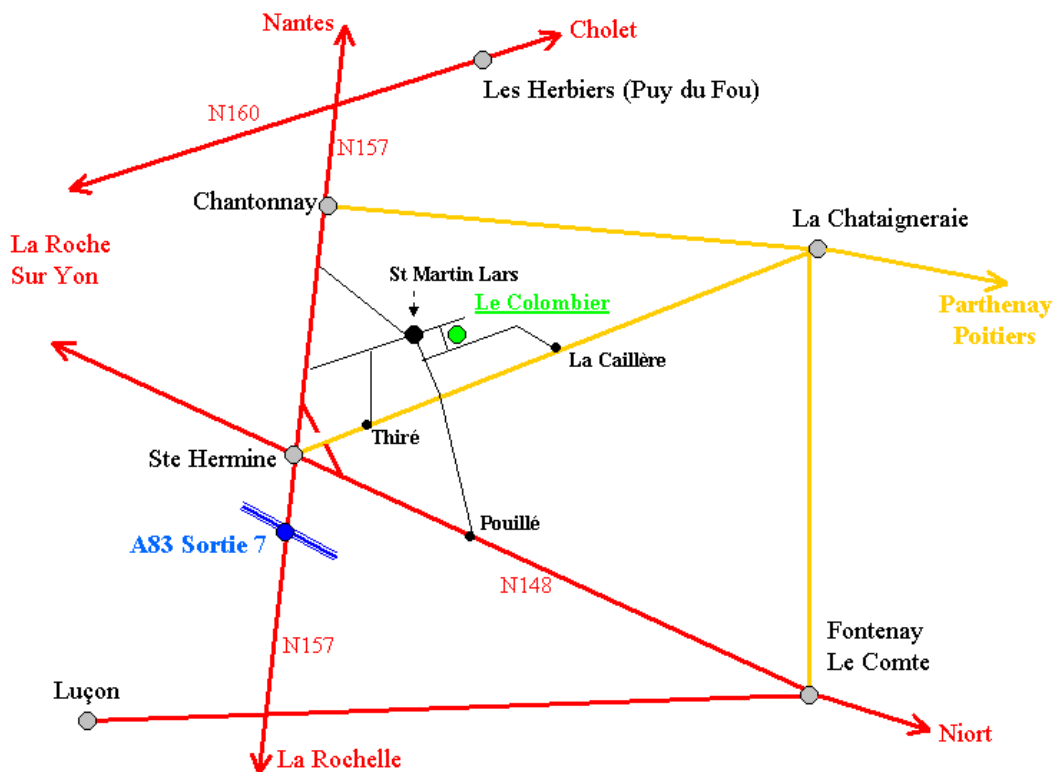 Nantes
Cholet
Les Herbiers (Puy du Fou)
N160
N157
Chantonnay
La Chataigneraie
La Roche
Sur Yon
St Martin Lars
Le Colombier
Parthenay
Poitiers
La Caillère
Thiré
Ste Hermine
Pouillé
A83 Sortie 7
N148
N157
Fontenay
Le Comte
Luçon
Niort
La Rochelle